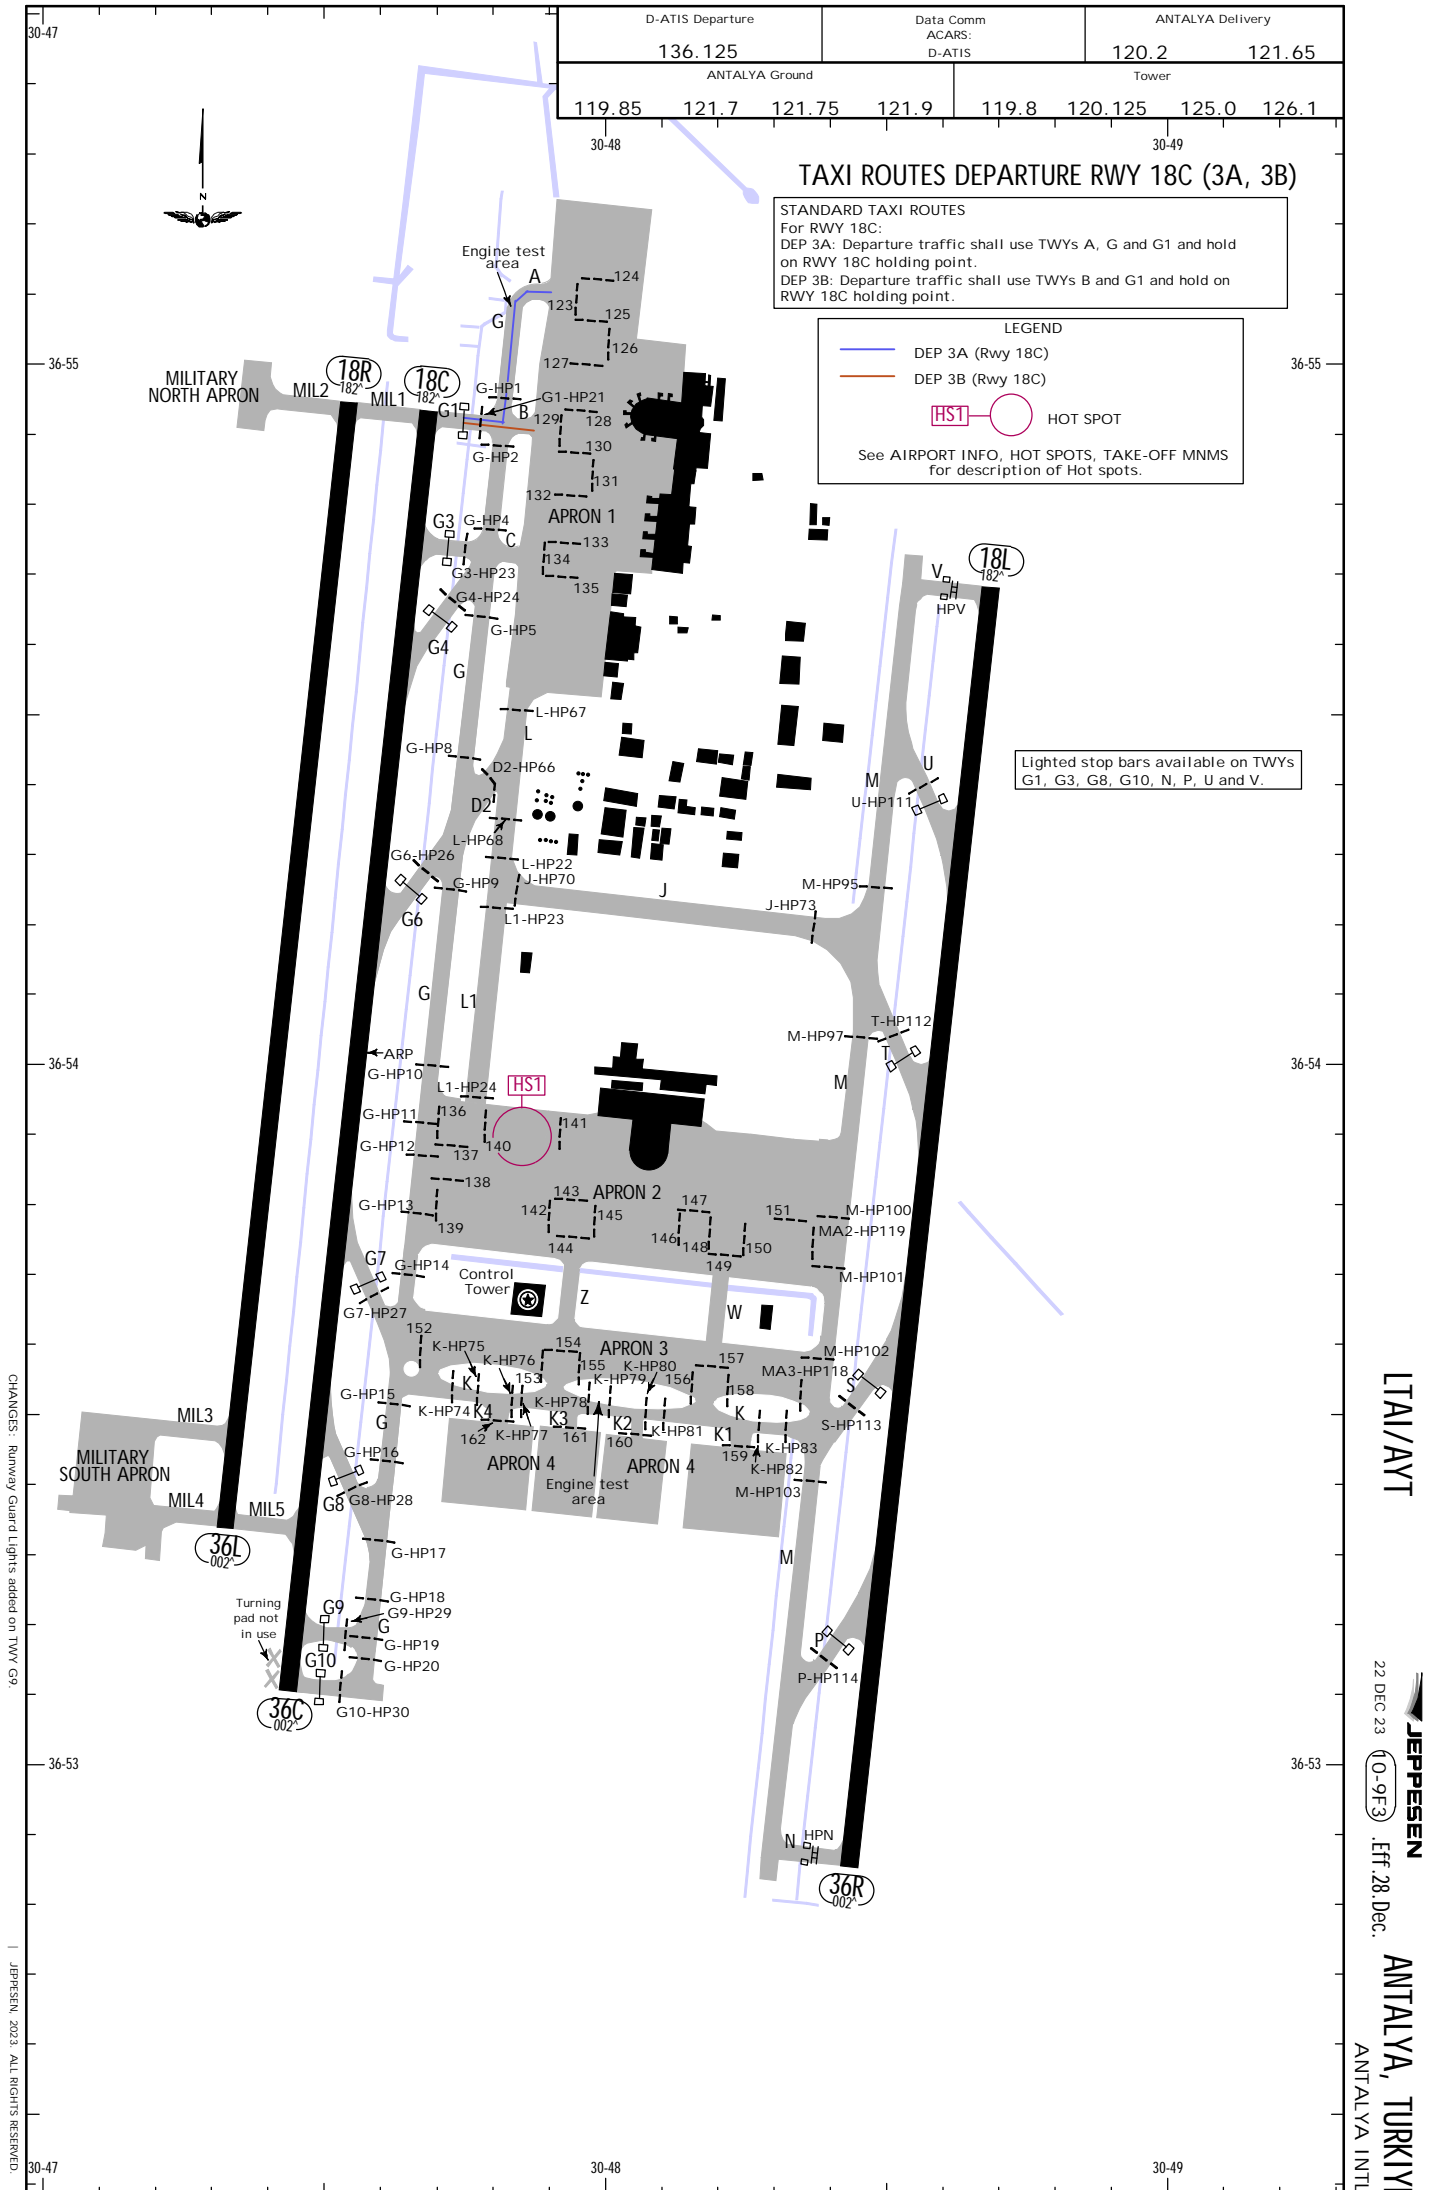 30-47
D-ATIS Departure
136.125
Data Comm
ACARS:
D-ATIS
ANTALYA Delivery
120.2 121.65
ANTALYA Ground
119.85 121.7 121.75 121.9
Tower
119.8 120.125 125.0 126.1
30-48
30-49
TAXI ROUTES DEPARTURE RWY 18C (3A, 3B)
STANDARD TAXI ROUTES
For RWY 18C:
DEP 3A: Departure traffic shall use TWYs A, G and G1 and hold
on RWY 18C holding point.
DEP 3B: Departure traffic shall use TWYs B and G1 and hold on
RWY 18C holding point.
LEGEND
DEP 3A (Rwy 18C)
DEP 3B (Rwy 18C)
HS1
HOT SPOT
See AIRPORT INFO, HOT SPOTS, TAKE-OFF MNMS
for description of Hot spots.
N
Engine test
area
A
G
124
123
125
126
127
36-55
36-55
MILITARY
NORTH APRON
MIL2
18R
182^
MIL1
18C
182^
G1
G-HP1
G1-HP21
B
129
128
G-HP2
130
131
132
APRON 1
G3
G-HP4
C
133
G3-HP23
134
135
G4-HP24
G-HP5
G4
G
V
18L
182^
HPV
L-HP67
L
G-HP8
D2-HP66
D2
L-HP68
M
U
U-HP111
Lighted stop bars available on TWYs
G1, G3, G8, G10, N, P, U and V.
G6-HP26
L-HP22
G-HP9
J-HP70
J
M-HP95
J-HP73
G6
L1-HP23
G
L1
T-HP112
M-HP97
T
36-54
36-54
ARP
G-HP10
M
L1-HP24
HS1
G-HP11
136
141
G-HP12
137
140
138
143
APRON 2
147
G-HP13
139
142
145
146
148
151
M-HP100
MA2-HP119
144
149
150
G7
G-HP14
Control
Tower
M-HP101
Z
W
G7-HP27
152
K-HP75
K-HP76
154
APRON 3
M-HP102
157
153
155
K-HP80
MA3-HP118
K
K-HP79
156
158
S
G-HP15
K-HP74
K4
K-HP78
K3
K2
K
G
K-HP77
K-HP81
K1
S-HP113
162
161
160
159
K-HP83
K-HP82
MIL3
MILITARY
SOUTH APRON
G-HP16
APRON 4
APRON 4
Engine test
area
M-HP103
MIL4
MIL5
G8
G8-HP28
36L
002^
G-HP17
M
Turning
pad not
in use
G-HP18
G9
G9-HP29
G
G-HP19
P
G10
G-HP20
P-HP114
36C
002^
G10-HP30
36-53
36-53
N
HPN
36R
002^
30-47
30-48
30-49
CHANGES: Runway Guard Lights added on TWY G9.
| JEPPESEN, 2023. ALL RIGHTS RESERVED.
LTAI/AYT
JEPPESEN
22 DEC 23 10-9F3 .Eff.28.Dec.
ANTALYA, TURKIY
ANTALYA INTL